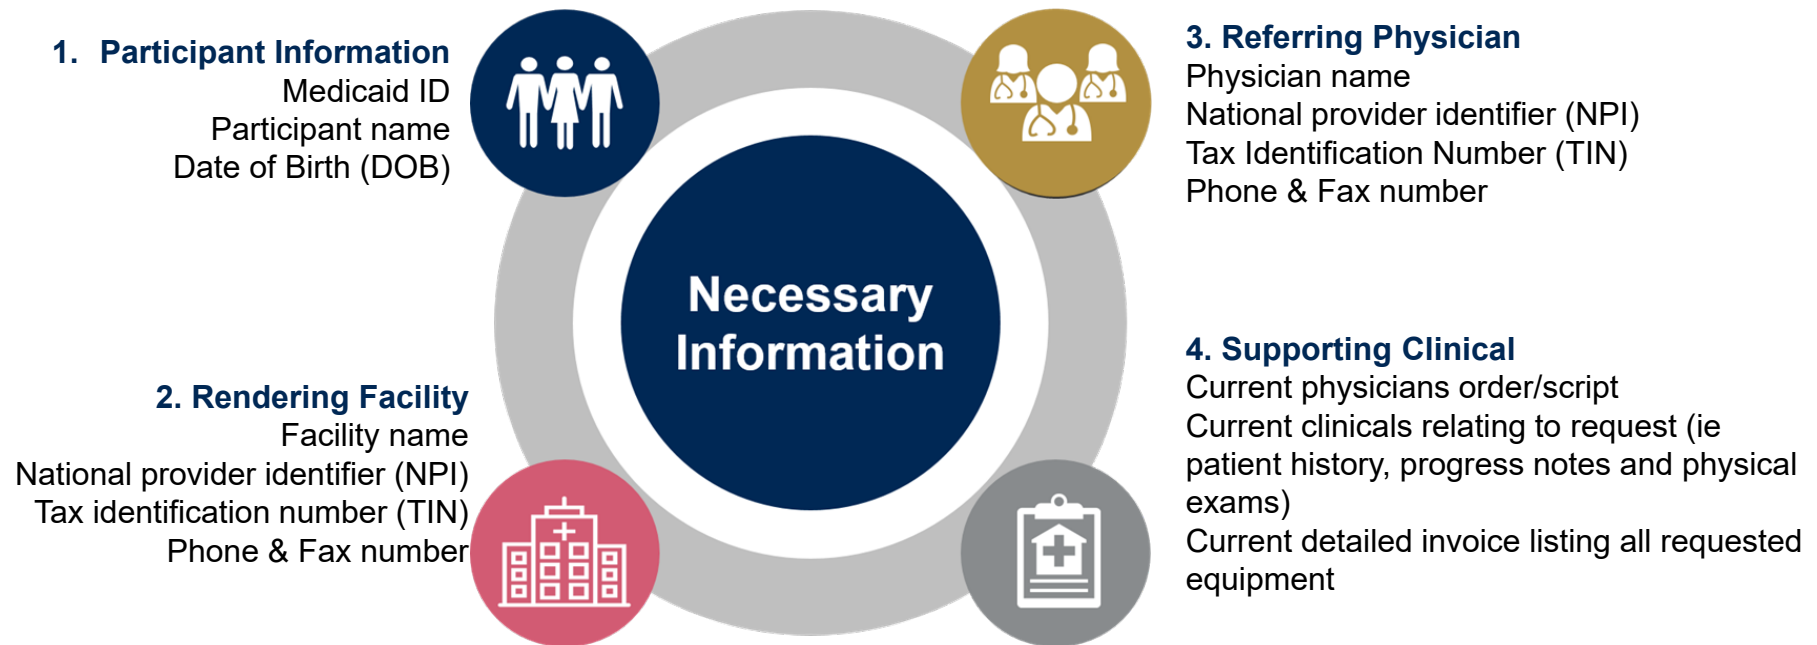 1. Participant Information
Medicaid ID
Participant name
Date of Birth (DOB)
2. Rendering Facility
Facility name
National provider identifier (NPI)
Tax identification number (TIN)
Phone & Fax number
Necessary
Information
3. Referring Physician
Physician name
National provider identifier (NPI)
Tax Identification Number (TIN)
Phone & Fax number
4. Supporting Clinical
Current physicians order/script
Current clinicals relating to request (ie
patient history, progress notes and physical
exams)
Current detailed invoice listing all requested
equipment